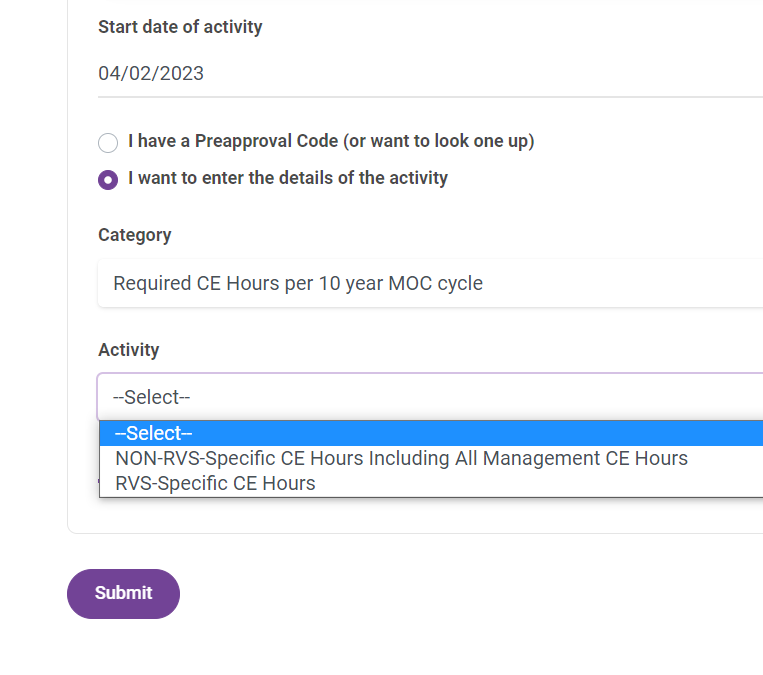 Start date of activity
04/02/2023
I have a Preapproval Code (or want to look one up)
I want to enter the details of the activity
Category
Required CE Hours per 10 year MOC cycle
Activity
--Select--
--Select--
NON-RVS-Specific CE Hours Including All Management CE Hours
RVS-Specific CE Hours
Submit